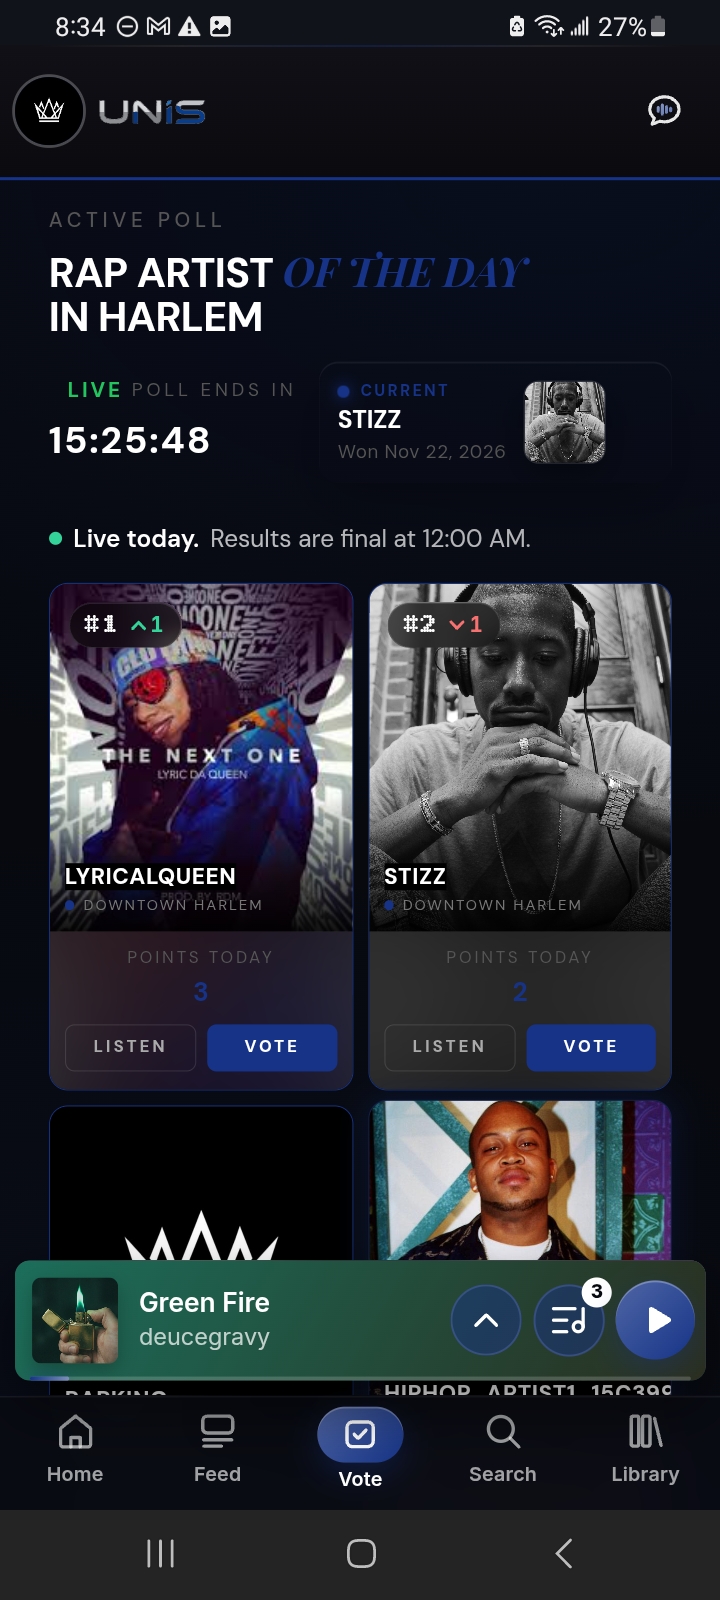 8:34
27%
UNIS
ACTIVE POLL
RAP ARTIST OF THE DAY
IN HARLEM
LIVE POLL ENDS IN
15:25:48
CURRENT
STIZZ
Won Nov 22, 2026
Live today. Results are final at 12:00 AM.
#1 1
THE NEXT ONE
LYRIC DA QUEEN
LYRICALQUEEN
DOWNTOWN HARLEM
POINTS TODAY
3
LISTEN
VOTE
#2 1
STIZZ
DOWNTOWN HARLEM
POINTS TODAY
2
LISTEN
VOTE
Green Fire
deucegravy
3
Home
Feed
Vote
Search
Library